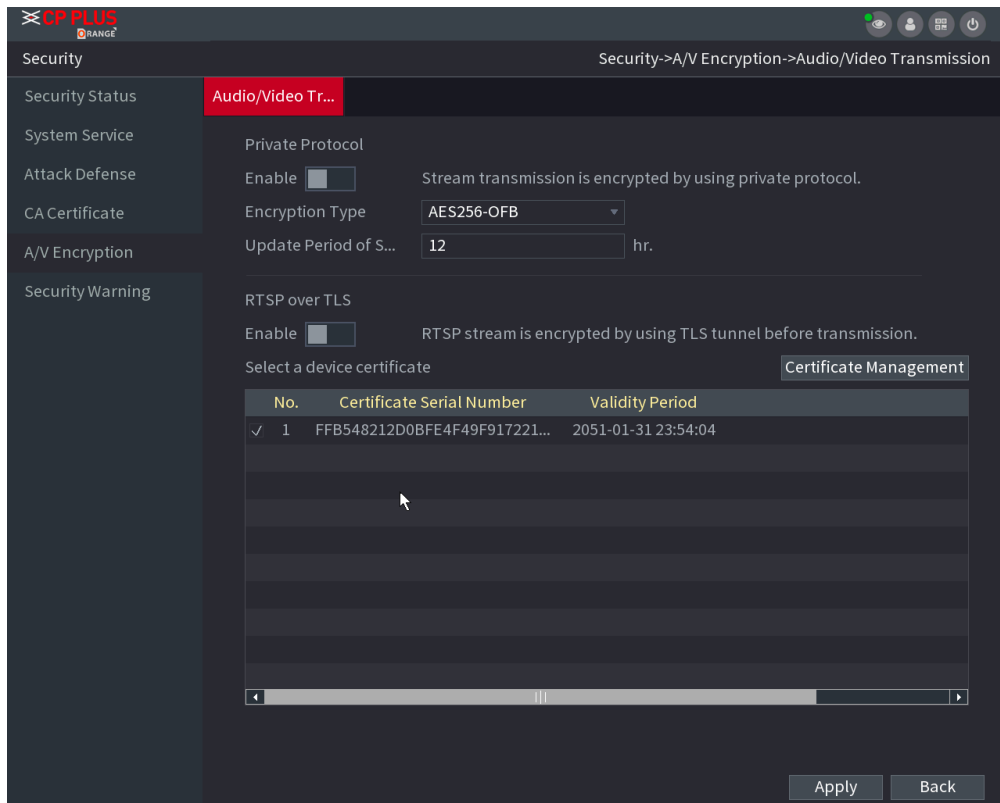 CP PLUS
ORANGE
Security
Security->A/V Encryption->Audio/Video Transmission
Security Status
System Service
Attack Defense
CA Certificate
A/V Encryption
Security Warning
Audio/Video Tr...
Private Protocol
Enable Stream transmission is encrypted by using private protocol.
Encryption Type AES256-OFB
Update Period of S... 12 hr.
RTSP over TLS
Enable RTSP stream is encrypted by using TLS tunnel before transmission.
Select a device certificate Certificate Management
No. Certificate Serial Number Validity Period
1 FFB548212D0BFE4F49F917221... 2051-01-31 23:54:04
Apply Back